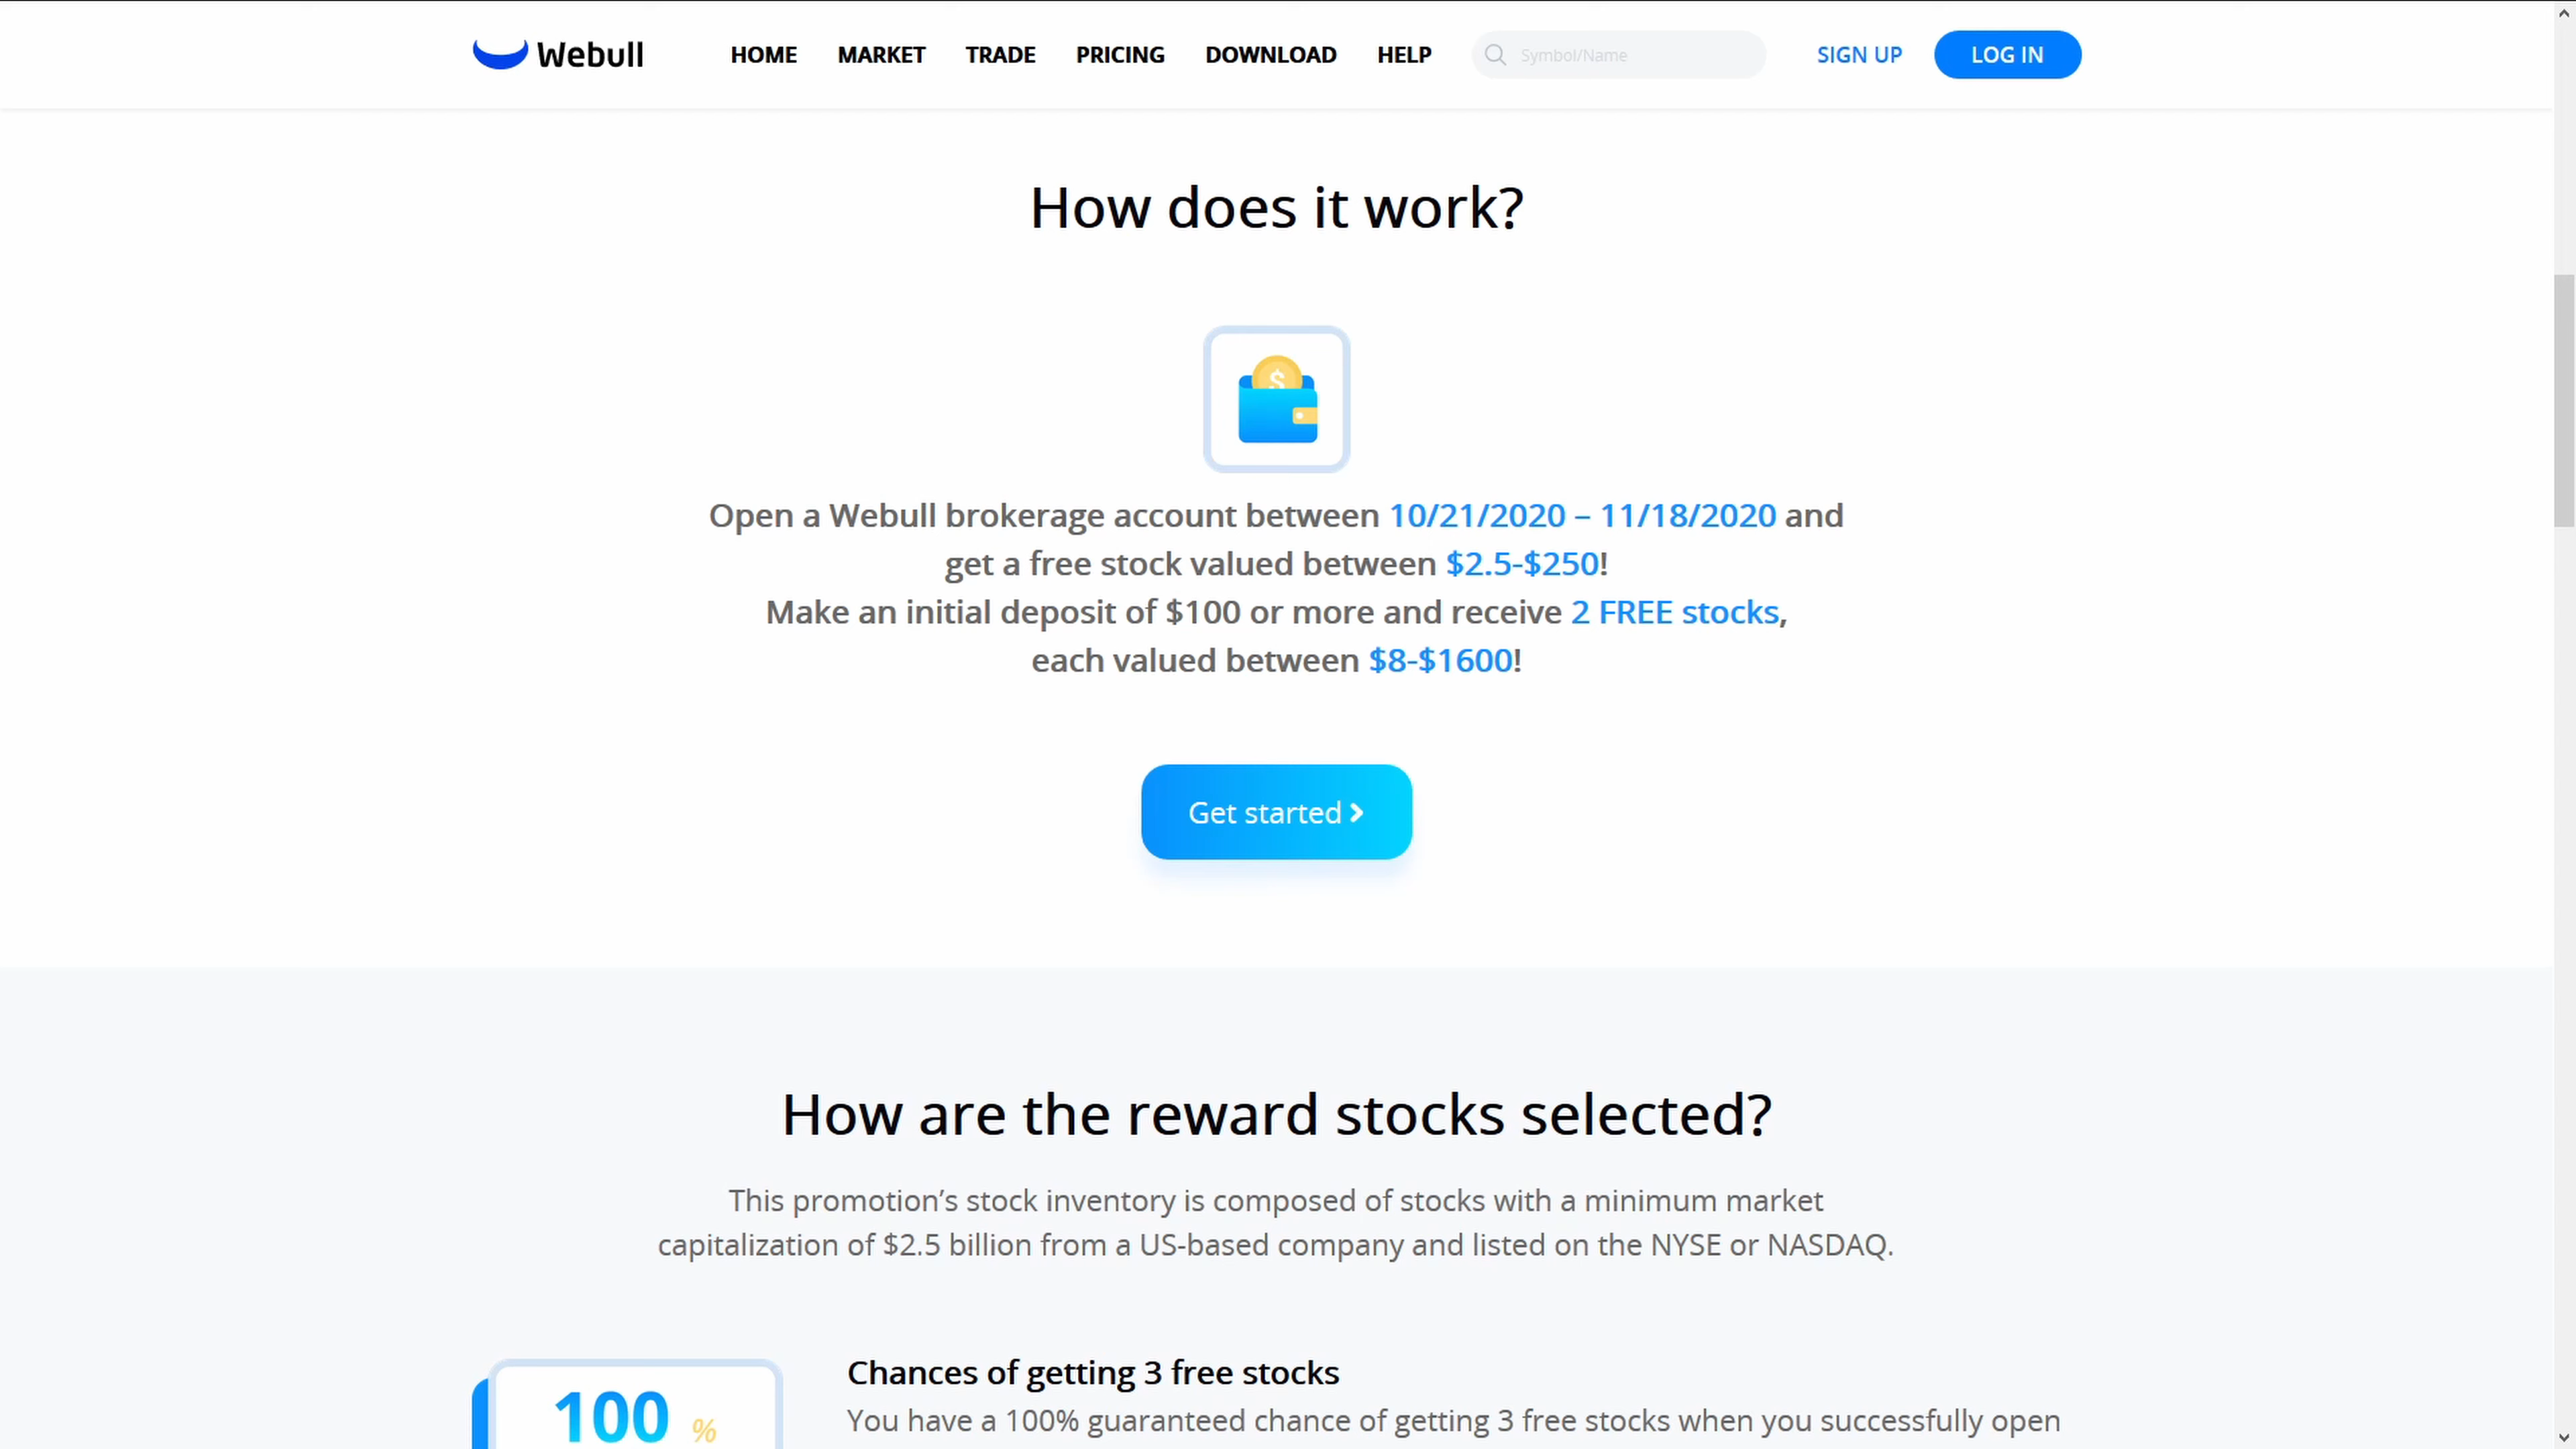 Webull
HOME MARKET TRADE PRICING DOWNLOAD HELP Symbol/Name SIGN UP LOG IN
How does it work?
$
Open a Webull brokerage account between 10/21/2020 – 11/18/2020 and
get a free stock valued between $2.5-$250!
Make an initial deposit of $100 or more and receive 2 FREE stocks,
each valued between $8-$1600!
Get started
How are the reward stocks selected?
This promotion’s stock inventory is composed of stocks with a minimum market
capitalization of $2.5 billion from a US-based company and listed on the NYSE or NASDAQ.
100 %
Chances of getting 3 free stocks
You have a 100% guaranteed chance of getting 3 free stocks when you successfully open